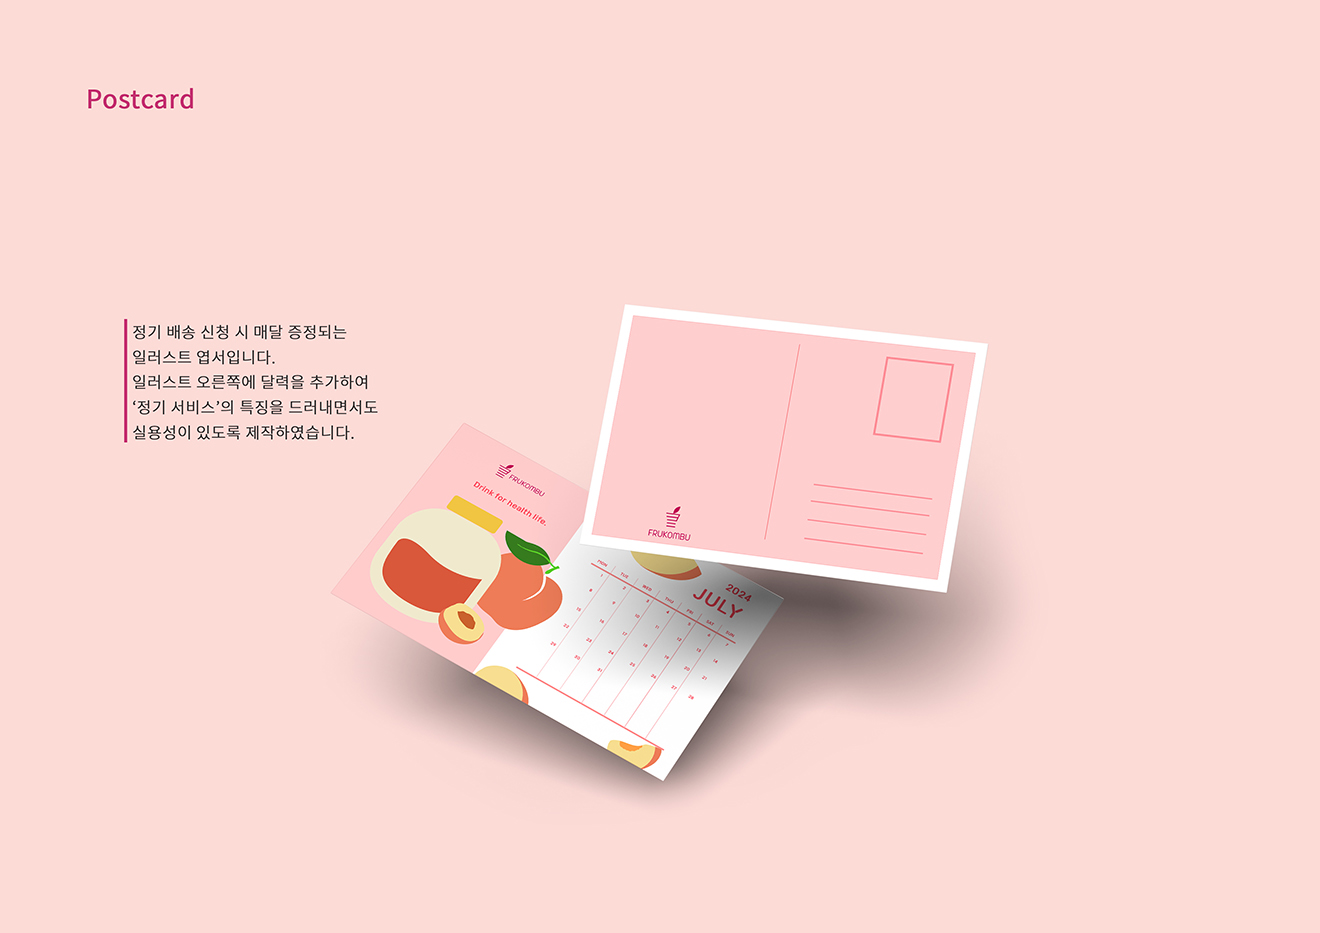 Postcard
정기 배송 신청 시 매달 증정되는
일러스트 엽서입니다.
일러스트 오른쪽에 달력을 추가하여
‘정기 서비스’의 특징을 드러내면서도
실용성이 있도록 제작하였습니다.
FRUKOMBU
Drink for health life.
FRUKOMBU
2024
JULY
MON TUE WED THU FRI SAT SUN
1 2 3 4 5 6 7
8 9 10 11 12 13 14
15 16 17 18 19 20 21
22 23 24
29 30 31